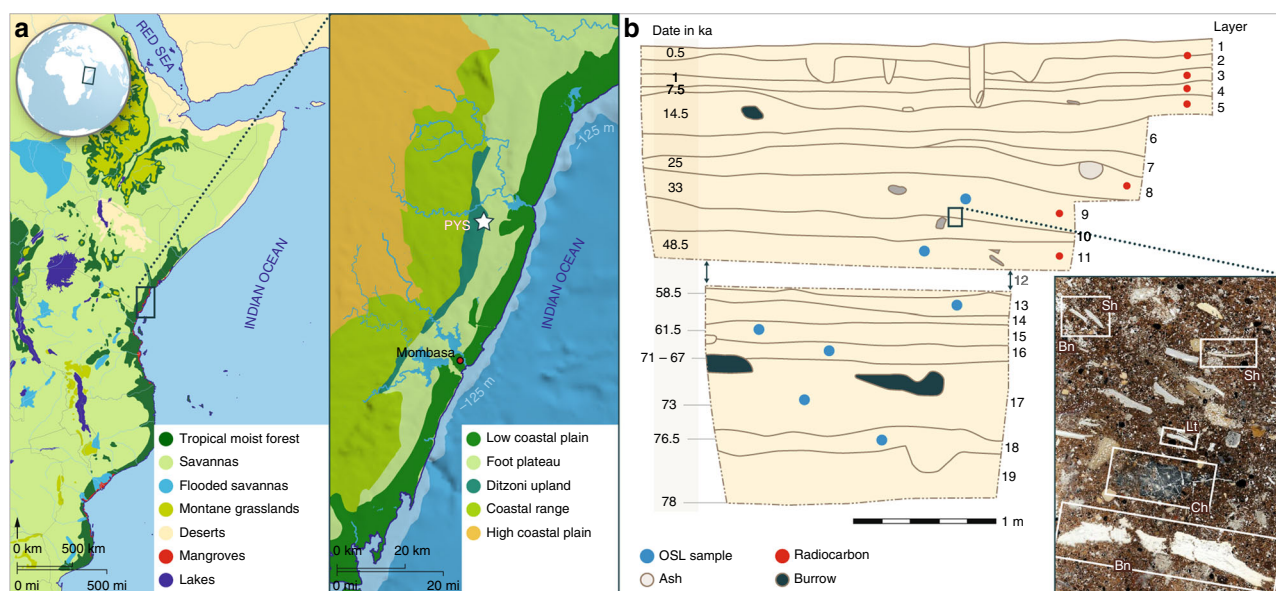 a
RED SEA
INDIAN OCEAN
Tropical moist forest
Savannas
Flooded savannas
Montane grasslands
Deserts
Mangroves
Lakes
0 km 500 km
0 mi 500 mi
–125 m
PYS
INDIAN OCEAN
Mombasa
–125 m
Low coastal plain
Foot plateau
Ditzoni upland
Coastal range
High coastal plain
0 km 20 km
0 mi 20 mi
b
Date in ka
Layer
0.5
1
7.5
14.5
25
33
48.5
58.5
61.5
71 – 67
73
76.5
78
1
2
3
4
5
6
7
8
9
10
11
12
13
14
15
16
17
18
19
1 m
OSL sample
Radiocarbon
Ash
Burrow
Sh
Bn
Sh
Lt
Ch
Bn